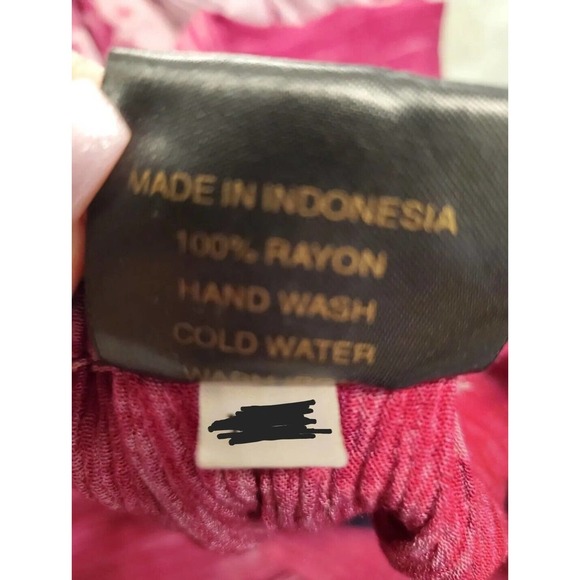 MADE IN INDONESIA
100% RAYON
HAND WASH
COLD WATER